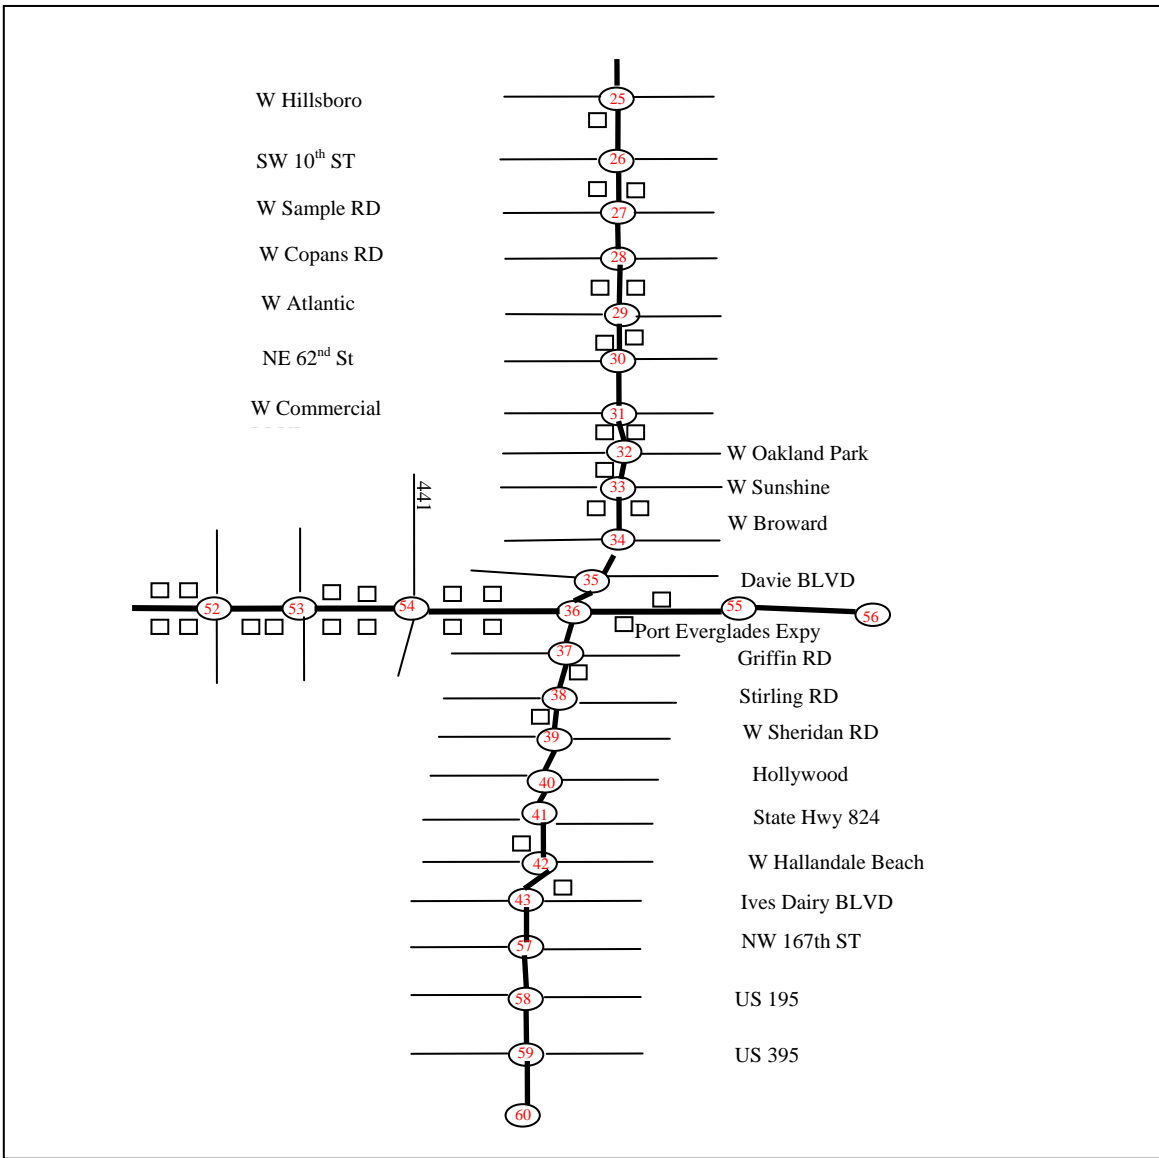 25
W Hillsboro
26
SW 10th ST
W Sample RD
27
W Copans RD
28
W Atlantic
29
NE 62nd St
30
W Commercial
31
32
W Oakland Park
33
W Sunshine
W Broward
34
441
35
Davie BLVD
52
53
54
36
55
56
Port Everglades Expy
37
Griffin RD
38
Stirling RD
39
W Sheridan RD
40
Hollywood
41
State Hwy 824
42
W Hallandale Beach
43
Ives Dairy BLVD
57
NW 167th ST
58
US 195
59
US 395
60